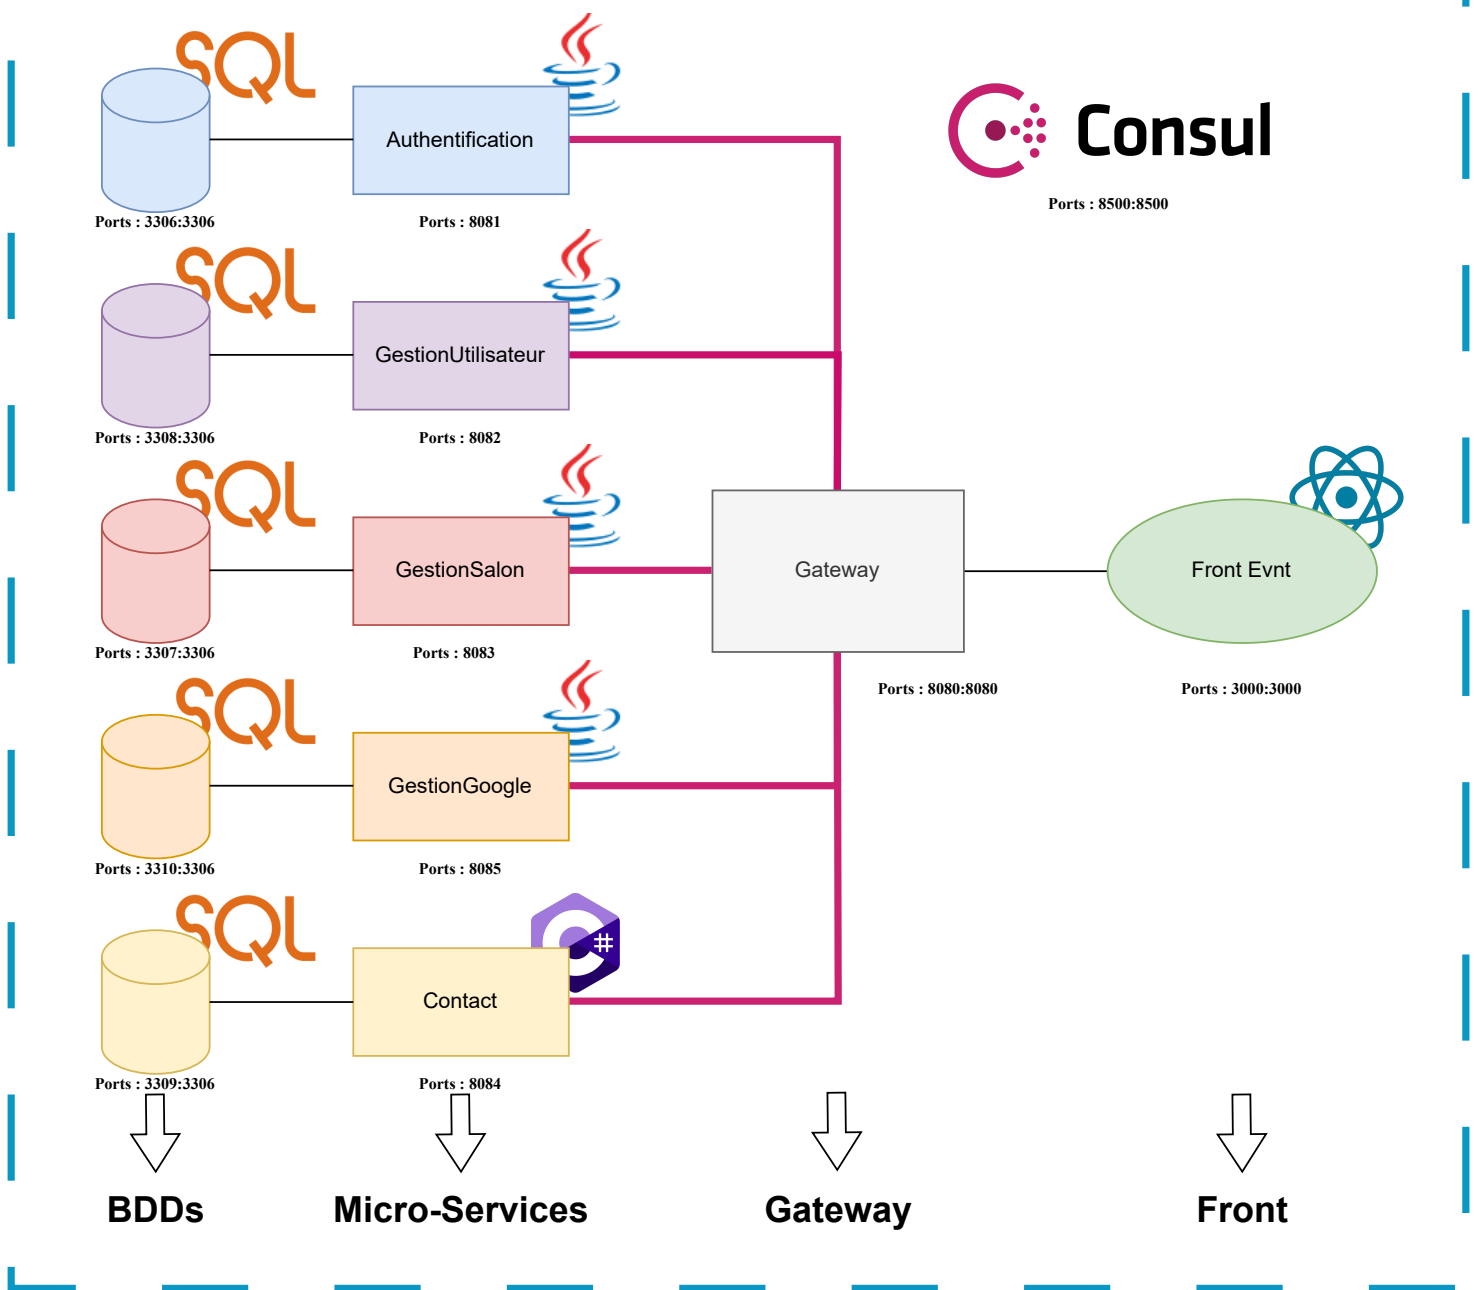 SQL
Authentification
Consul
Ports : 8500:8500
Ports : 3306:3306
Ports : 8081
SQL
GestionUtilisateur
Ports : 3308:3306
Ports : 8082
SQL
GestionSalon
Gateway
Front Evnt
Ports : 3307:3306
Ports : 8083
Ports : 8080:8080
Ports : 3000:3000
SQL
GestionGoogle
Ports : 3310:3306
Ports : 8085
SQL
#
Contact
Ports : 3309:3306
Ports : 8084
BDDs
Micro-Services
Gateway
Front